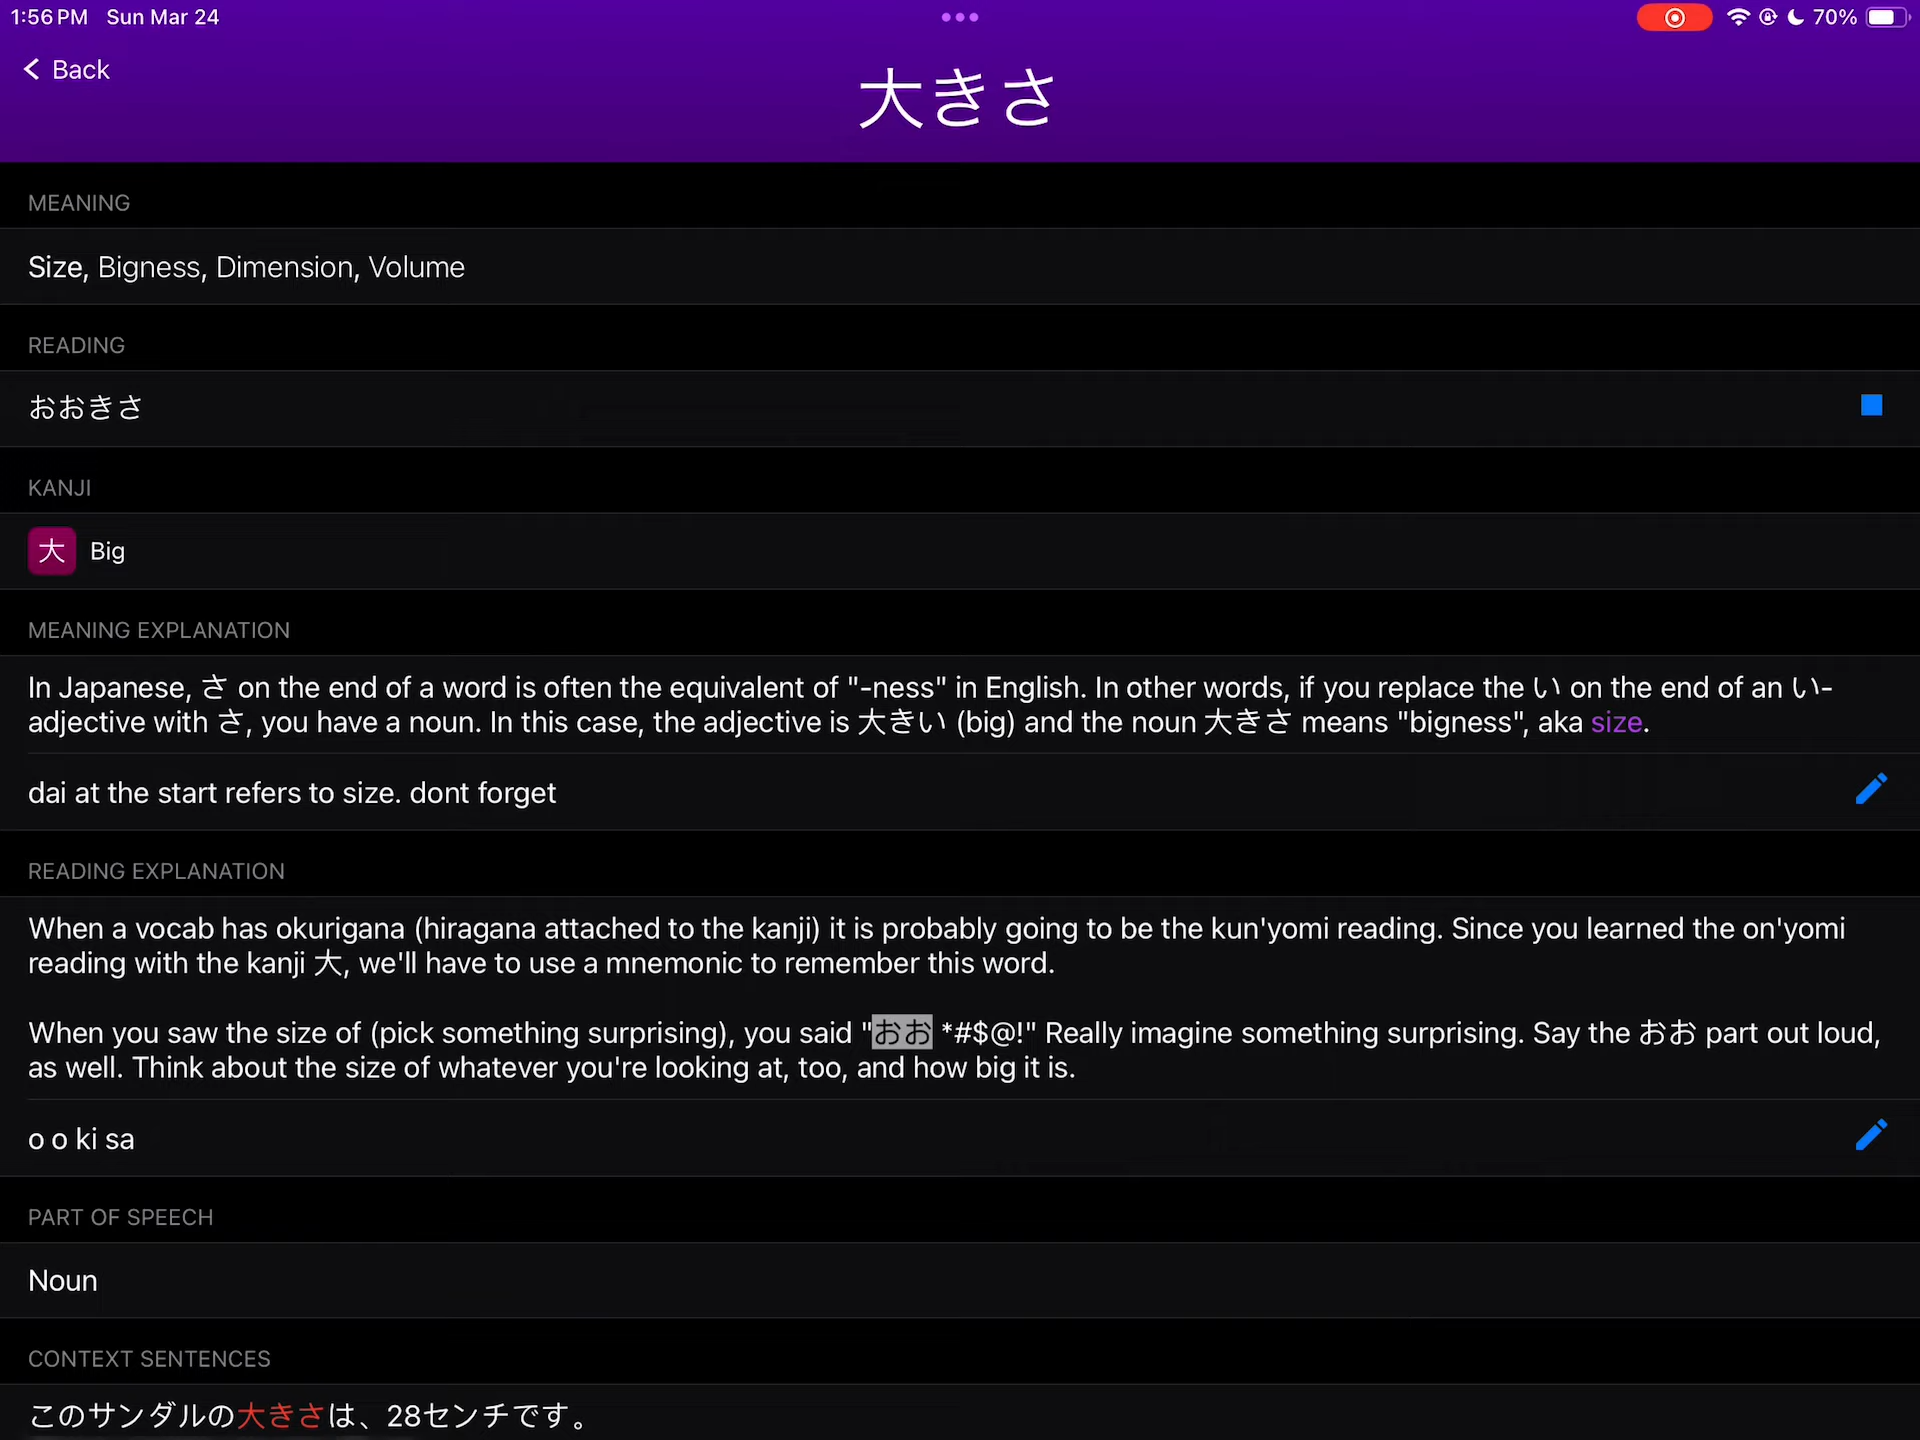 1:56 PM Sun Mar 24
70%
Back
大きさ
MEANING
Size, Bigness, Dimension, Volume
READING
おおきさ
KANJI
大 Big
MEANING EXPLANATION
In Japanese, さ on the end of a word is often the equivalent of "-ness" in English. In other words, if you replace the い on the end of an い-
adjective with さ, you have a noun. In this case, the adjective is 大きい (big) and the noun 大きさ means "bigness", aka size.
dai at the start refers to size. dont forget
READING EXPLANATION
When a vocab has okurigana (hiragana attached to the kanji) it is probably going to be the kun'yomi reading. Since you learned the on'yomi
reading with the kanji 大, we'll have to use a mnemonic to remember this word.
When you saw the size of (pick something surprising), you said "おお *#$@!" Really imagine something surprising. Say the おお part out loud,
as well. Think about the size of whatever you're looking at, too, and how big it is.
o o ki sa
PART OF SPEECH
Noun
CONTEXT SENTENCES
このサンダルの大きさは、28センチです。